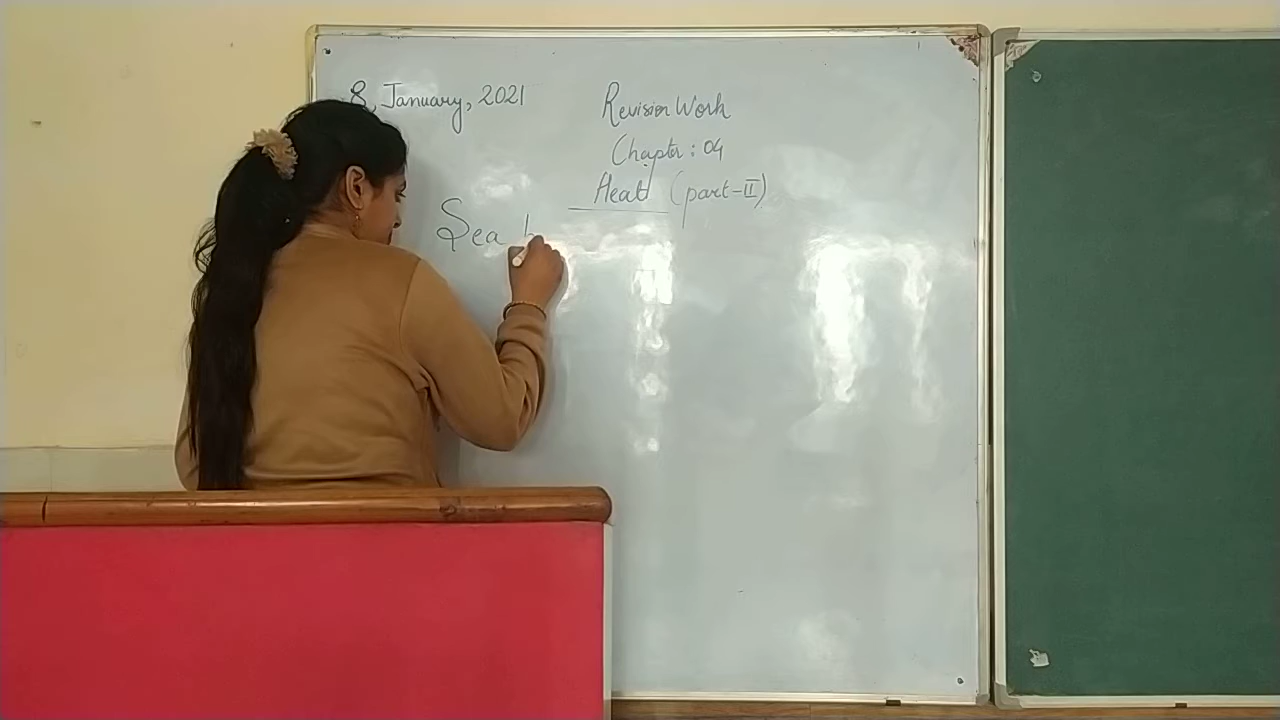 8, January, 2021
Revision Work
Chapter : 04
Heat (part-II)
Sea b